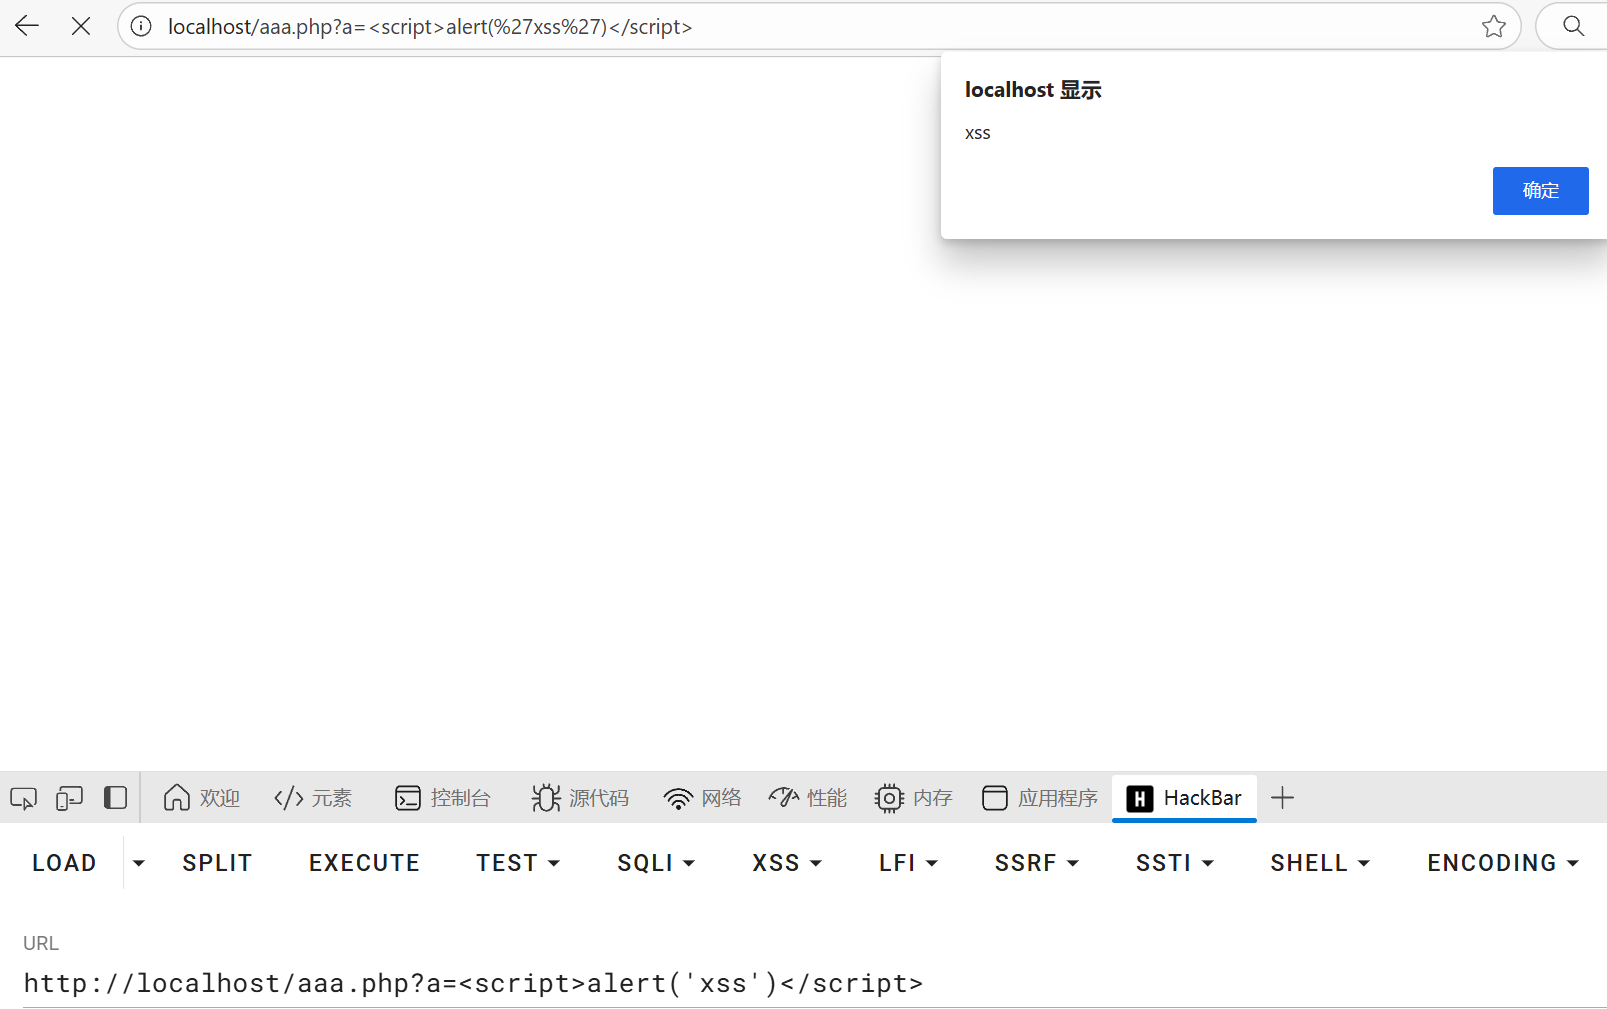 localhost/aaa.php?a=<script>alert(%27xss%27)</script>
localhost 显示
xss
确定
欢迎 </> 元素 控制台 源代码 网络 性能 内存 应用程序 H HackBar
LOAD SPLIT EXECUTE TEST SQLI XSS LFI SSRF SSTI SHELL ENCODING
URL
http://localhost/aaa.php?a=<script>alert('xss')</script>